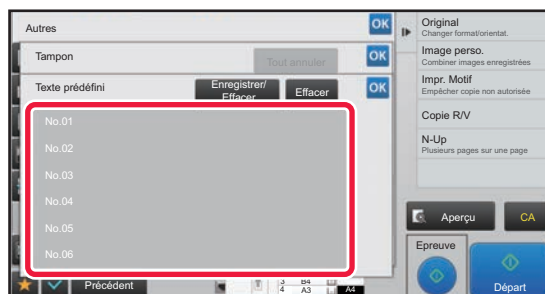 Autres
OK
Tampon
Tout annuler
OK
Texte prédéfini
Enregistrer/
Effacer
Effacer
OK
No.01
No.02
No.03
No.04
No.05
No.06
Précédent
3 B4
4 A3
A4
Original
Changer format/orientat.
Image perso.
Combiner images enregistrées
Impr. Motif
Empêcher copie non autorisée
Copie R/V
N-Up
Plusieurs pages sur une page
Aperçu
CA
Epreuve
Départ